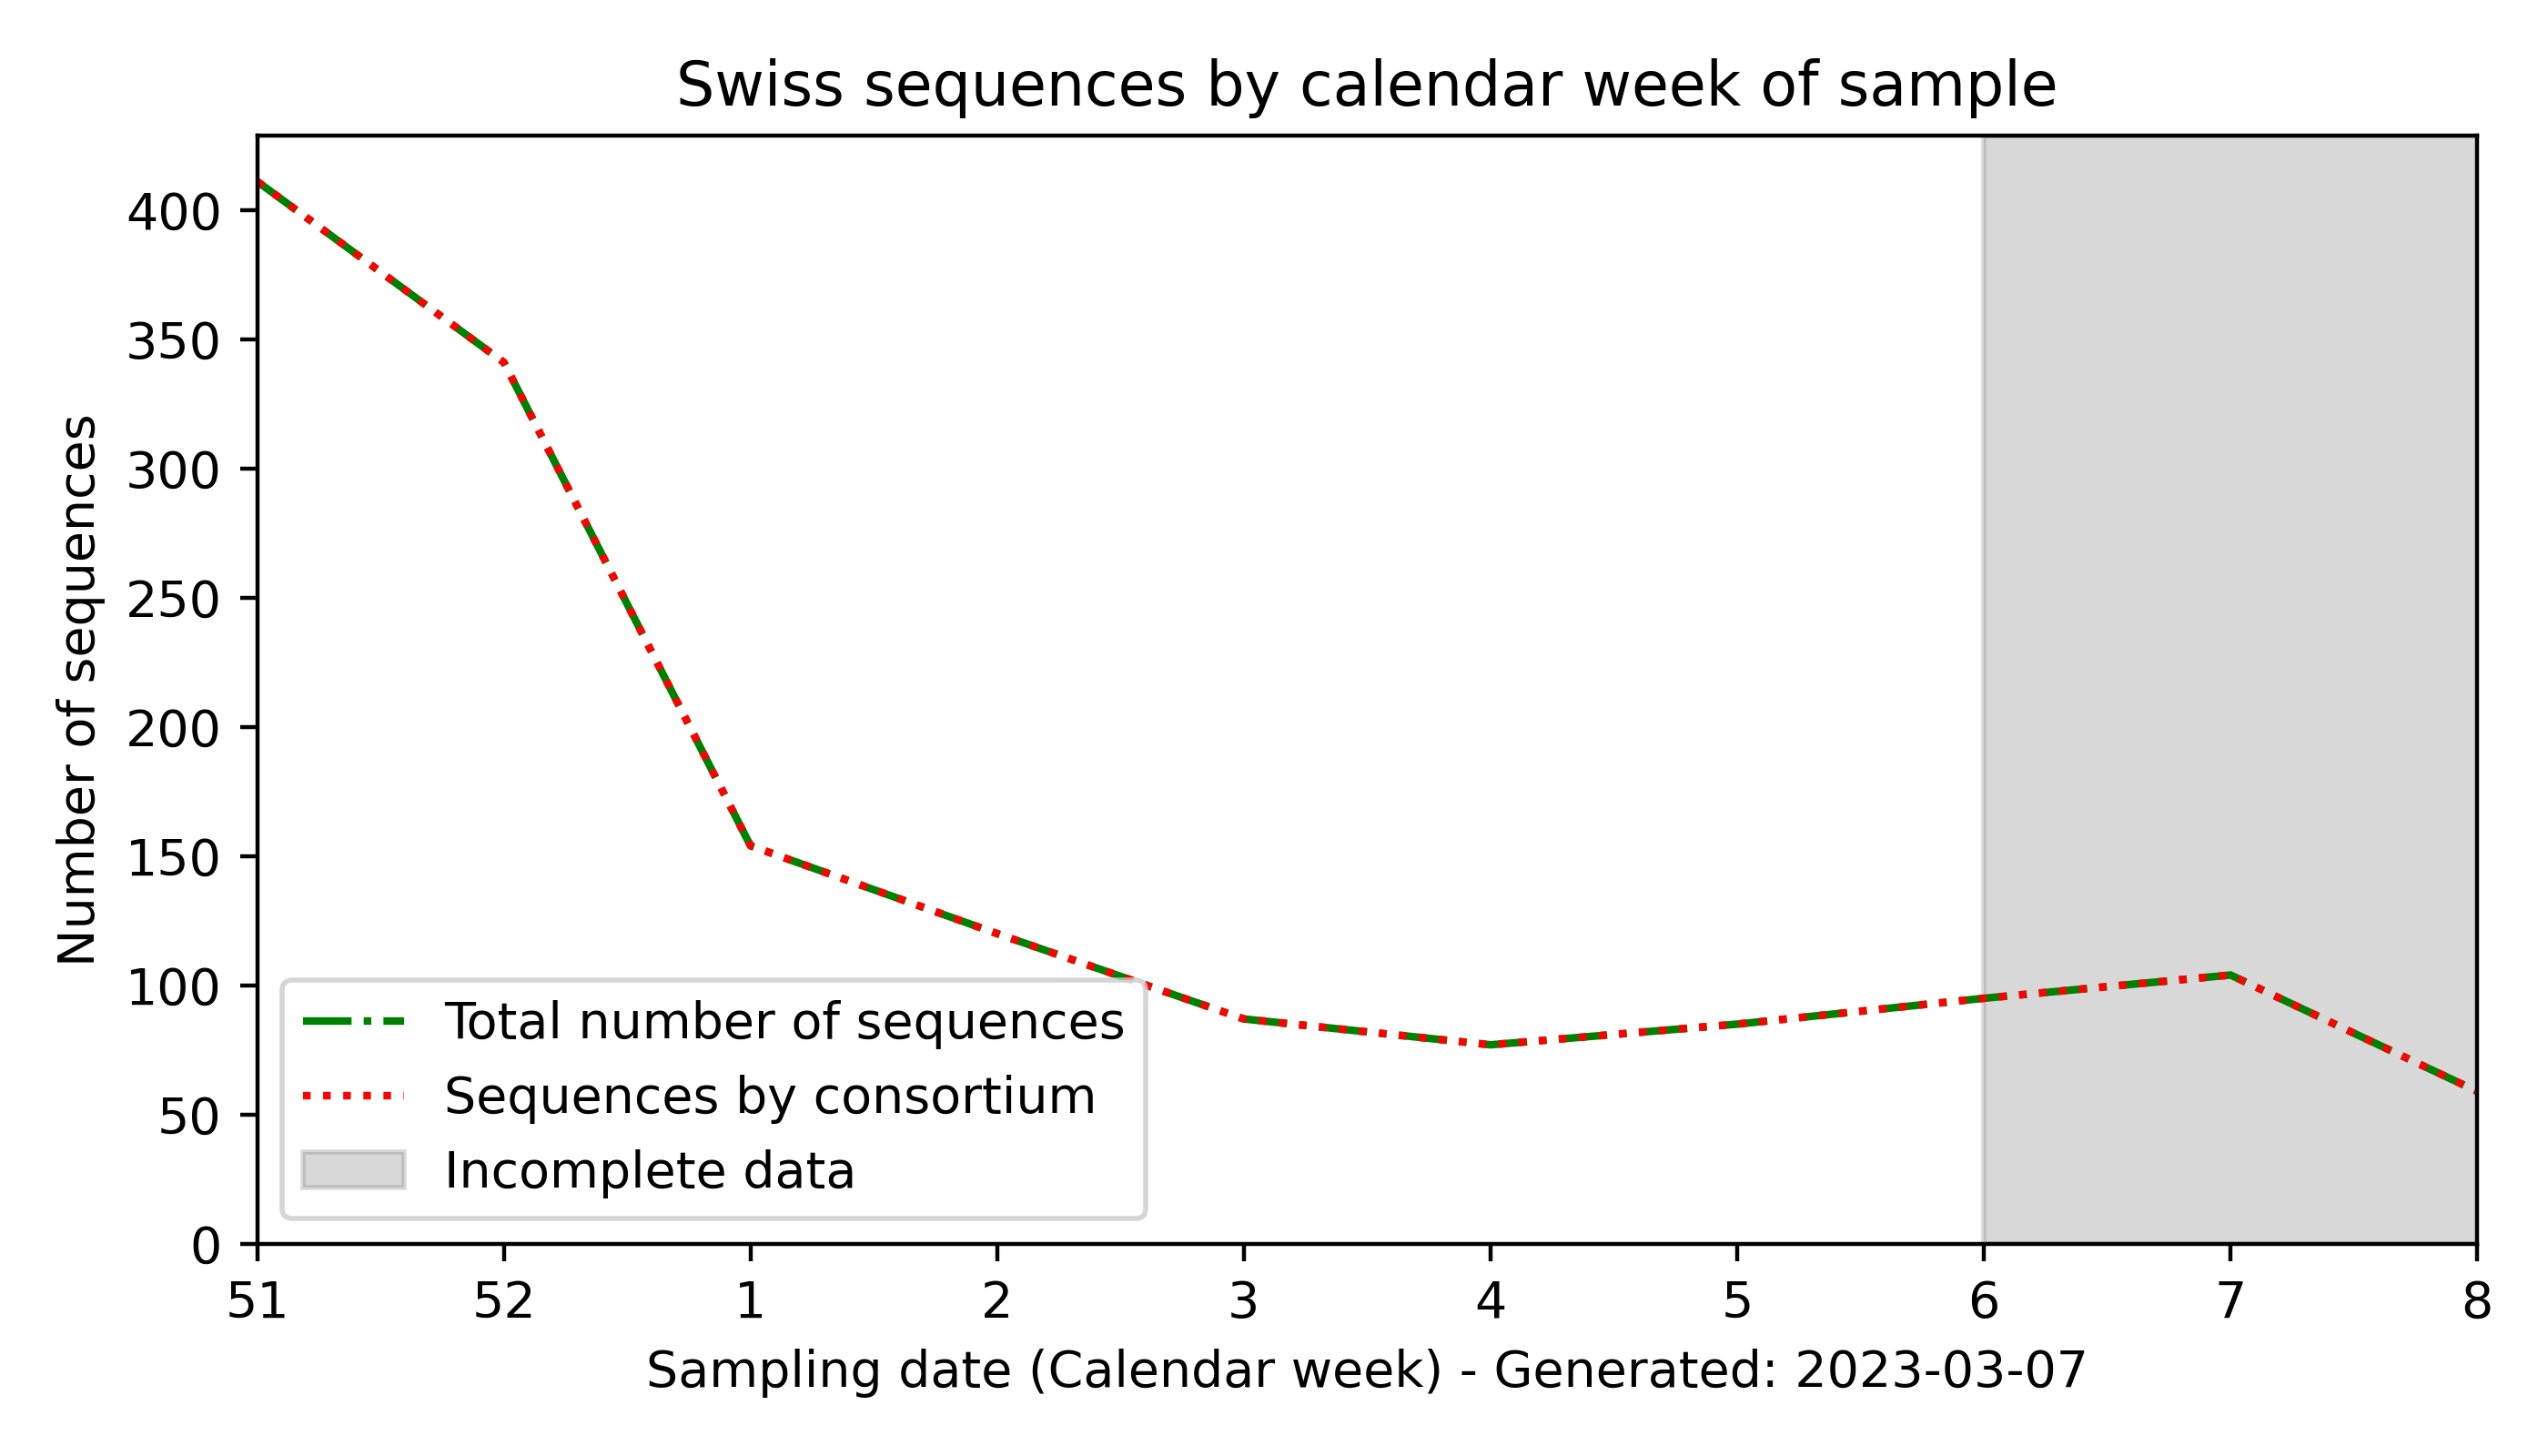 Swiss sequences by calendar week of sample
Number of sequences
400
350
300
250
200
150
100
50
0
Total number of sequences
Sequences by consortium
Incomplete data
51 52 1 2 3 4 5 6 7 8
Sampling date (Calendar week) - Generated: 2023-03-07